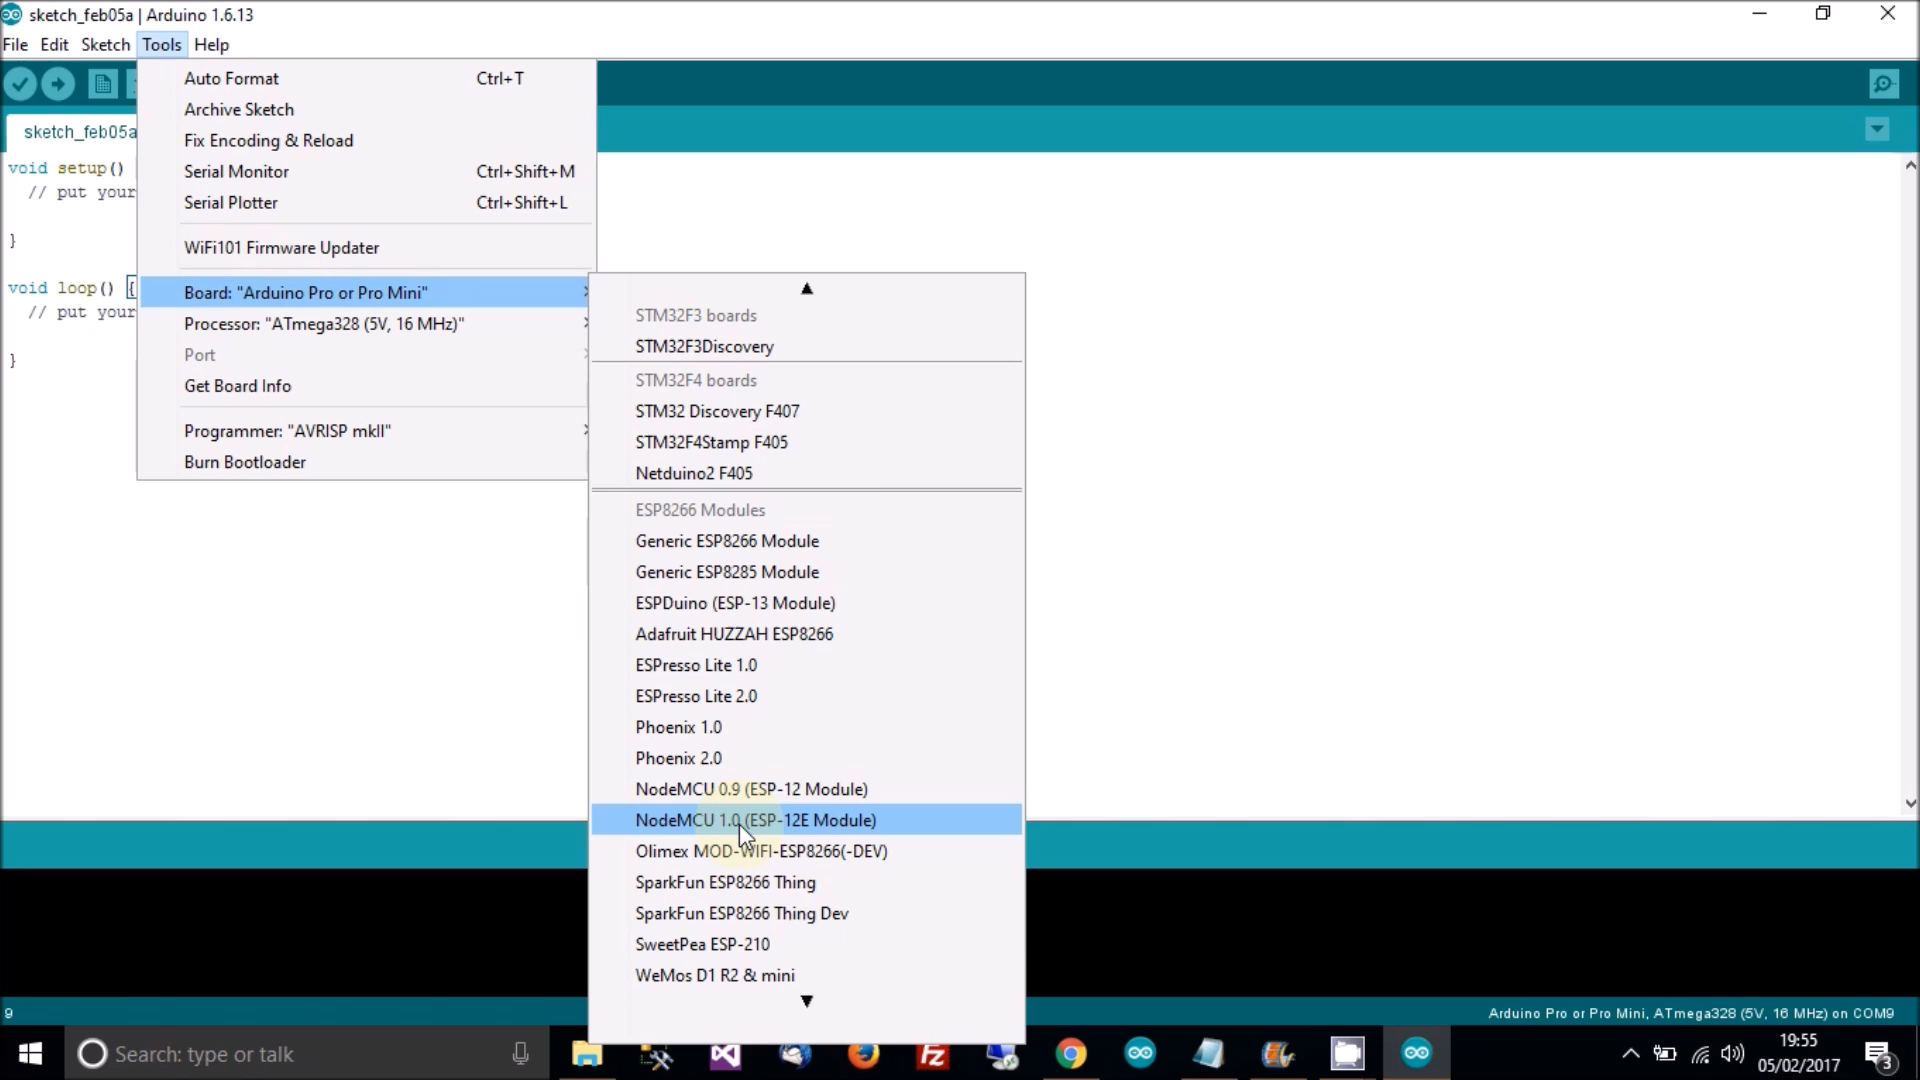 sketch_feb05a | Arduino 1.6.13
File Edit Sketch Tools Help
sketch_feb05a
void setup()
// put your
}
void loop() {
// put your
}
Auto Format Ctrl+T
Archive Sketch
Fix Encoding & Reload
Serial Monitor Ctrl+Shift+M
Serial Plotter Ctrl+Shift+L
WiFi101 Firmware Updater
Board: "Arduino Pro or Pro Mini"
Processor: "ATmega328 (5V, 16 MHz)"
Port
Get Board Info
Programmer: "AVRISP mkII"
Burn Bootloader
STM32F3 boards
STM32F3Discovery
STM32F4 boards
STM32 Discovery F407
STM32F4Stamp F405
Netduino2 F405
ESP8266 Modules
Generic ESP8266 Module
Generic ESP8285 Module
ESPDuino (ESP-13 Module)
Adafruit HUZZAH ESP8266
ESPresso Lite 1.0
ESPresso Lite 2.0
Phoenix 1.0
Phoenix 2.0
NodeMCU 0.9 (ESP-12 Module)
NodeMCU 1.0 (ESP-12E Module)
Olimex MOD-WIFI-ESP8266(-DEV)
SparkFun ESP8266 Thing
SparkFun ESP8266 Thing Dev
SweetPea ESP-210
WeMos D1 R2 & mini
9
Arduino Pro or Pro Mini, ATmega328 (5V, 16 MHz) on COM9
Search: type or talk
Fz
19:55
05/02/2017
3